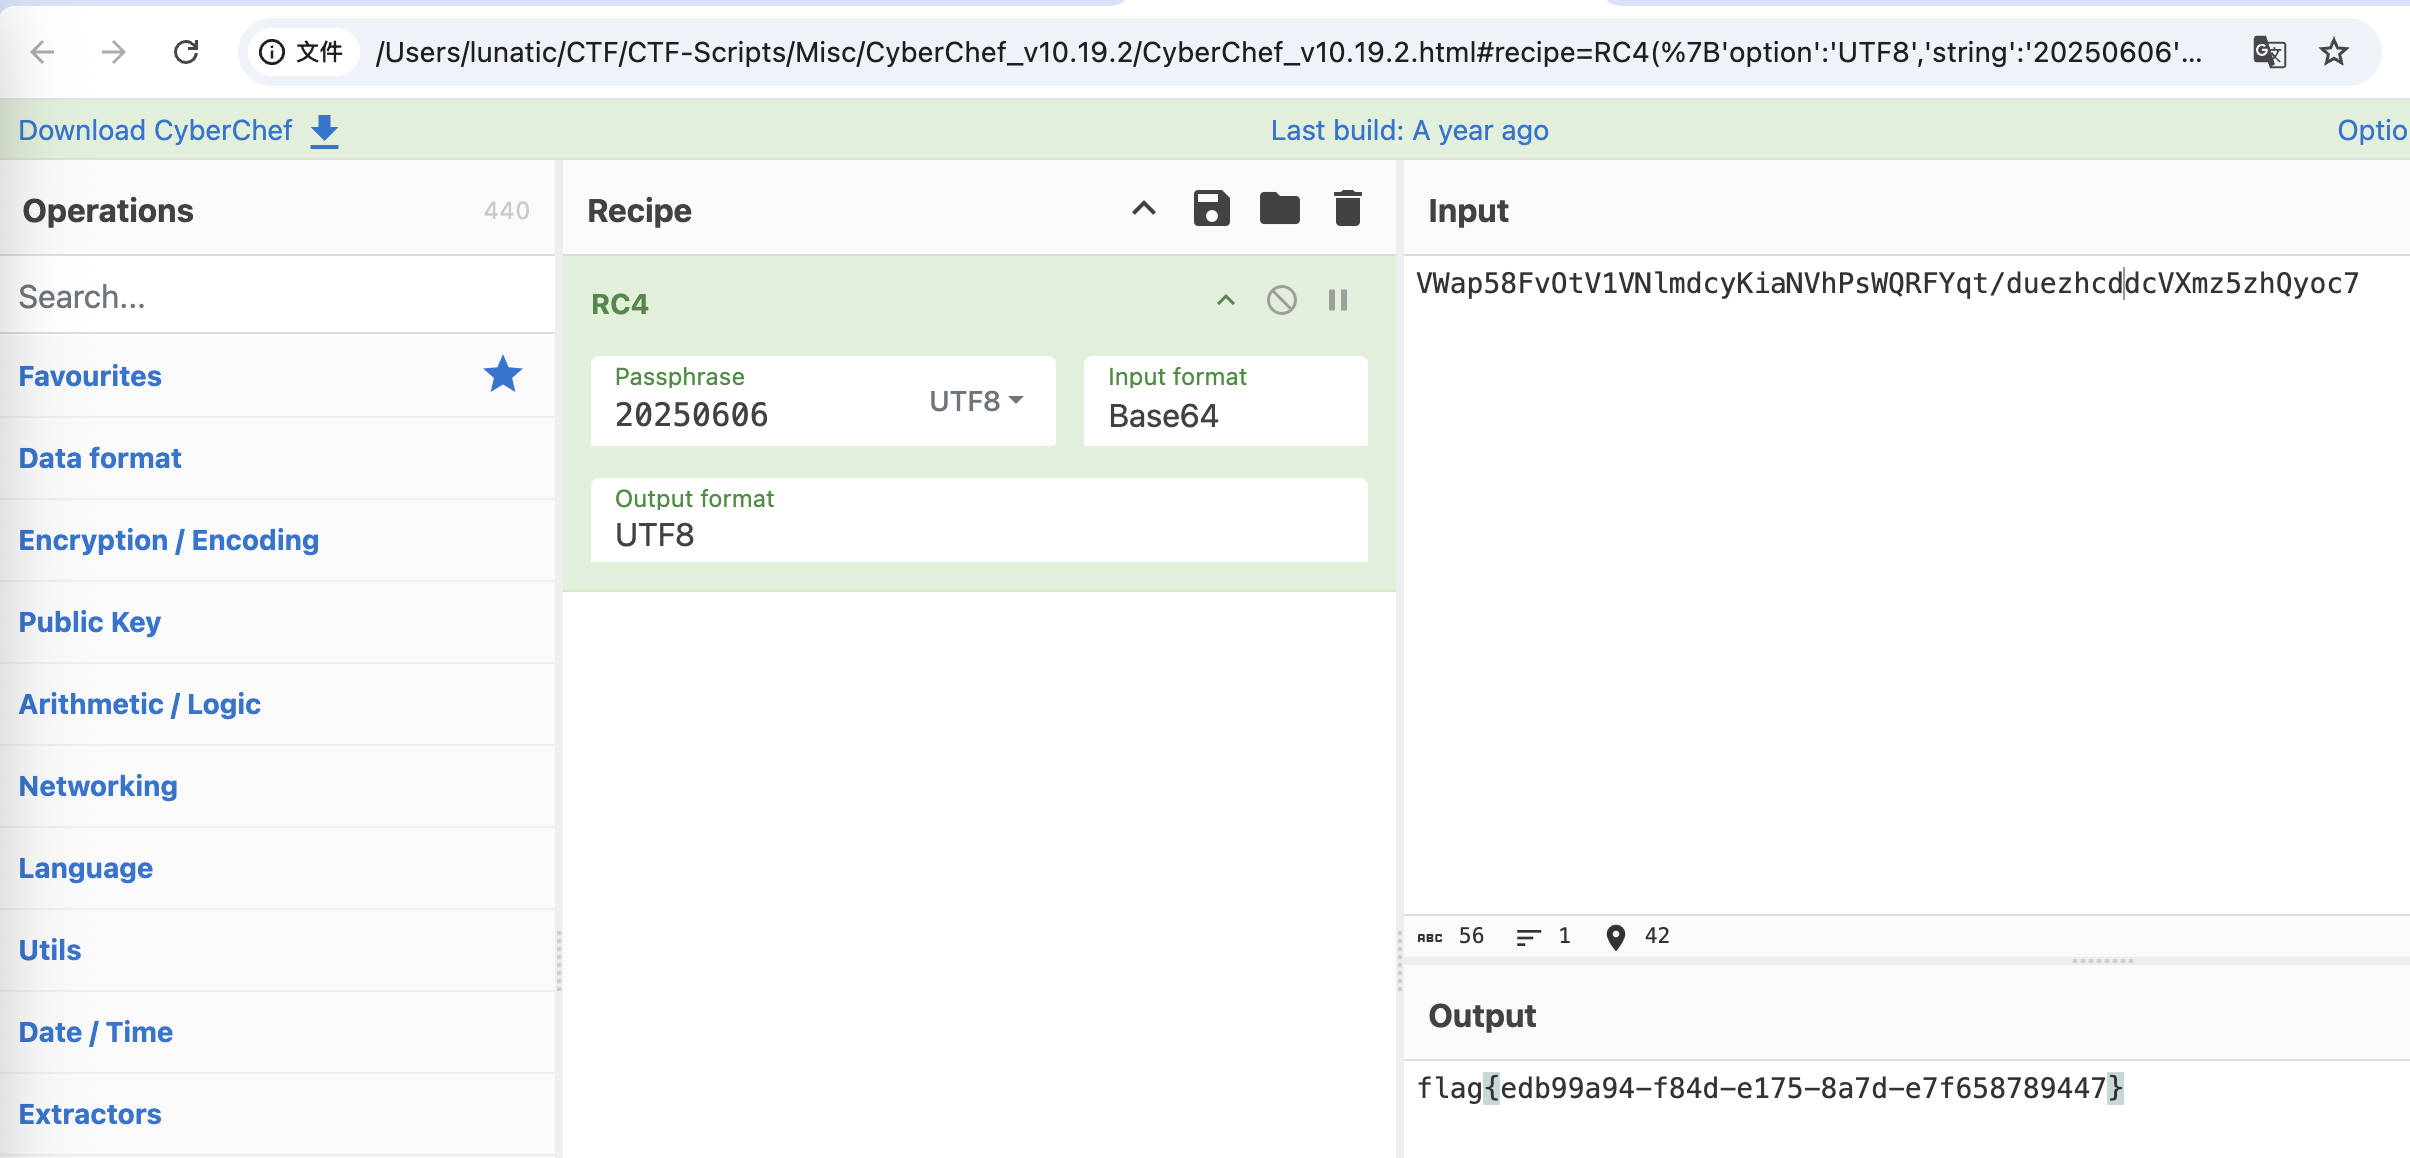 文件 /Users/lunatic/CTF/CTF-Scripts/Misc/CyberChef_v10.19.2/CyberChef_v10.19.2.html#recipe=RC4(%7B'option':'UTF8','string':'20250606'...
Download CyberChef
Last build: A year ago
Optio
Operations
440
Search...
Favourites
Data format
Encryption / Encoding
Public Key
Arithmetic / Logic
Networking
Language
Utils
Date / Time
Extractors
Recipe
RC4
Passphrase
20250606
UTF8
Input format
Base64
Output format
UTF8
Input
VWap58FvOtV1VNlmdcyKiaNVhPsWQRFYqt/duezhcddcVXmz5zhQyoc7
ABC 56 1 42
Output
flag{edb99a94-f84d-e175-8a7d-e7f658789447}